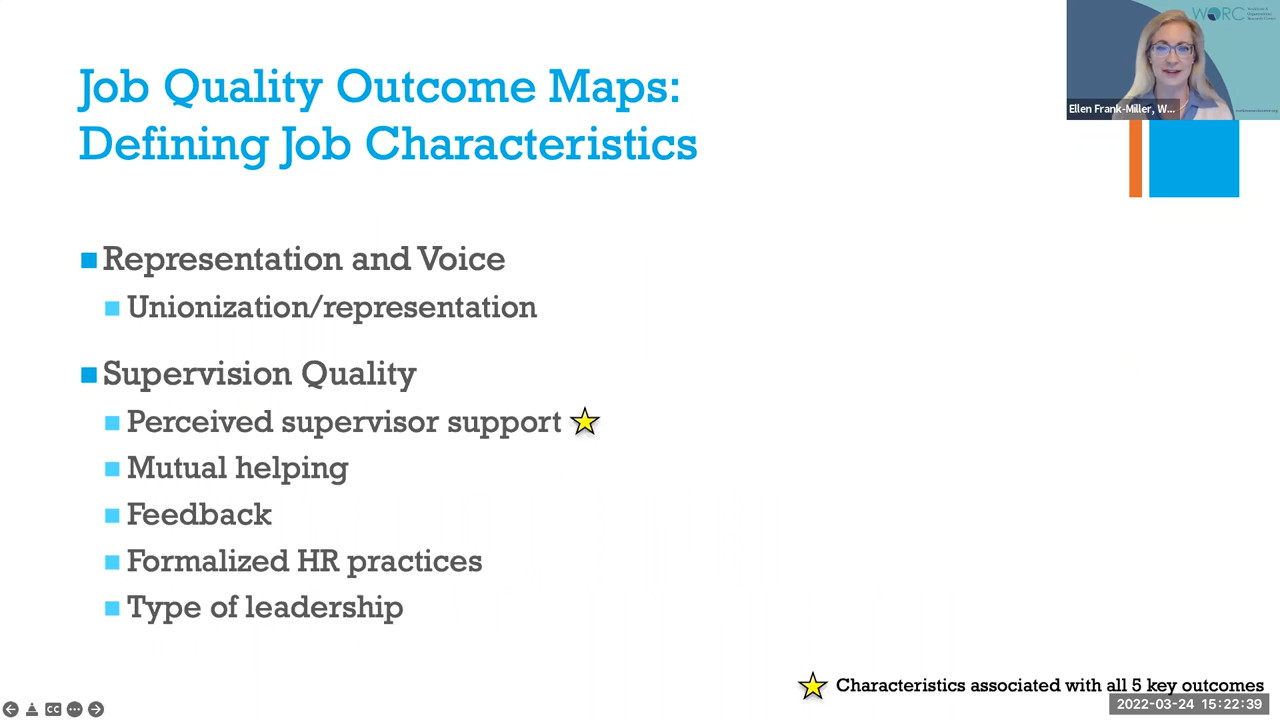 Job Quality Outcome Maps:
Defining Job Characteristics
WORC
Ellen Frank-Miller, W...
Representation and Voice
Unionization/representation
Supervision Quality
Perceived supervisor support
Mutual helping
Feedback
Formalized HR practices
Type of leadership
Characteristics associated with all 5 key outcomes
2022-03-24 15:22:39
CC